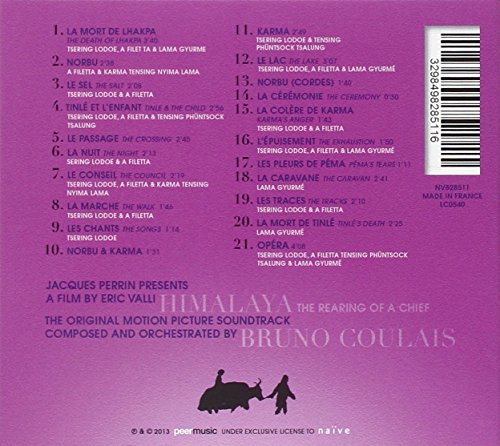 1. LA MORT DE LHAKPA
THE DEATH OF LHAKPA 3'40
TSERING LODOE, A FILET TA & LAMA GYURME
2. NORBU 2'38
A FILETTA & KARMA TENSING NYIMA LAMA
3. LE SEL THE SALT 2'09
TSERING LODOE & A FILETTA
4. TINLÉ ET L'ENFANT TINLE & THE CHILD 2'56
TSERING LODOE, A FILETTA & TENSING PHÜNTSOCK
TSALUNG
5. LE PASSAGE THE CROSSING 2'45
6. LA NUIT THE NIGHT 2'13
SERING LODOE & A FILETTA
7. LE CONSEIL THE COUNCIL 2'19
TSERING LODOE, A FILETTA & KARMA TENSING
NYIMA LAMA
8. LA MARCHE THE WALK 1'46
TSERING LODOE & A FILETTA
9. LES CHANTS THE SONGS 1'14
TSERING LODOE
10. NORBU & KARMA 1'31
11. KARMA 2'49
TSERING LODOE & TENSING
PHÜNTSOCK TSALUNG
12. LE LAC THE LAKE 3'07
TSERING LODOE, A FILETTA & LAMA GYURMÉ
13. NORBU (CORDES) 1'40
14. LA CÉRÉMONIE THE CEREMONY 0'50
15. LA COLÈRE DE KARMA
KARMA'S ANGER 1'43
TSERING LODOE & A FILETTA
16. L'ÉPUISEMENT THE EXHAUSTION 1'50
TSERING LODOE, A FILETTA & LAMA GYURMÉ
17. LES PLEURS DE PÉMA PÉMA'S TEARS 1'11
18. LA CARAVANE THE CARAVAN 2'41
LAMA GYURMÉ
19. LES TRACES THE TRACKS 2'10
TSERING LODOE & A FILETTA
20. LA MORT DE TINLÉ TINLÉ'S DEATH 2'25
LAMA GYURMÉ
21. OPÉRA 4'08
TSERING LODOE, A FILETTA TENSING PHÜNTSOCK
TSALUNG & LAMA GYURMÉ
3298498285116
NV828511
MADE IN FRANCE
LC0540
JACQUES PERRIN PRESENTS
A FILM BY ERIC VALLI HIMALAYA THE REARING OF A CHIEF
THE ORIGINAL MOTION PICTURE SOUNDTRACK
COMPOSED AND ORCHESTRATED BY BRUNO COULAIS
℗ & © 2013 peermusic UNDER EXCLUSIVE LICENSE TO naïve